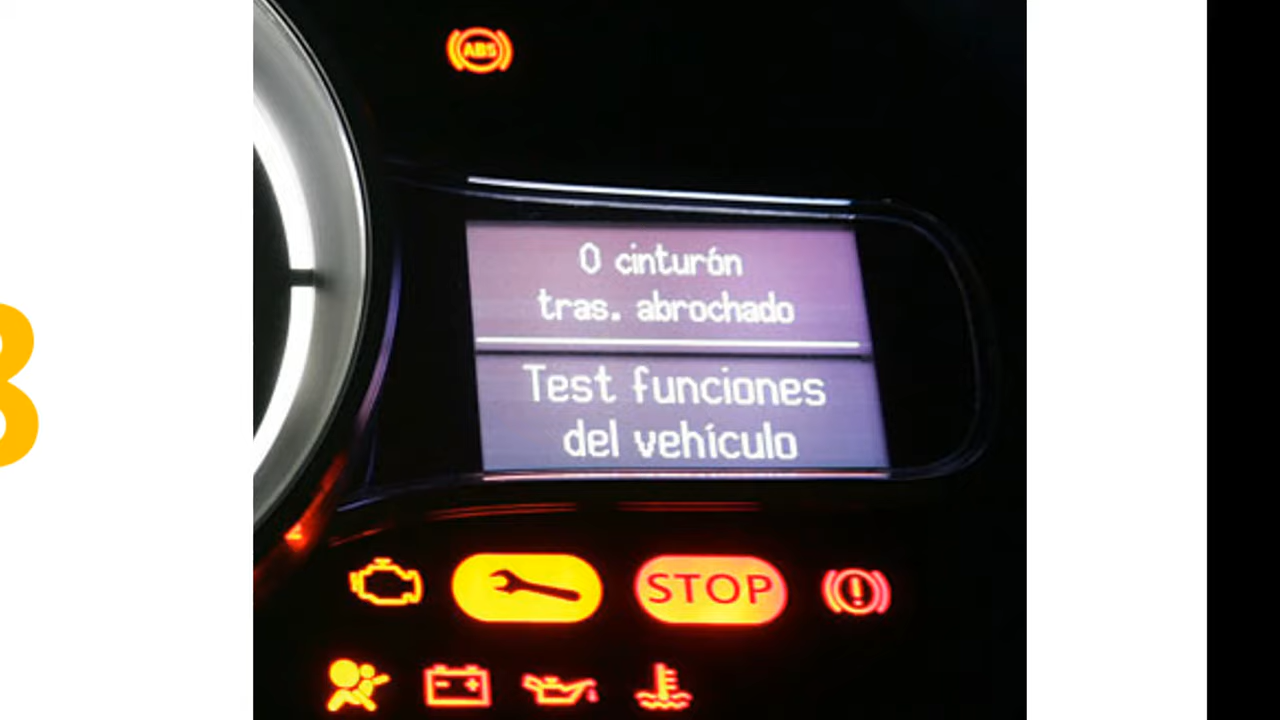 ABS
0 cinturón
tras. abrochado
Test funciones
del vehículo
STOP